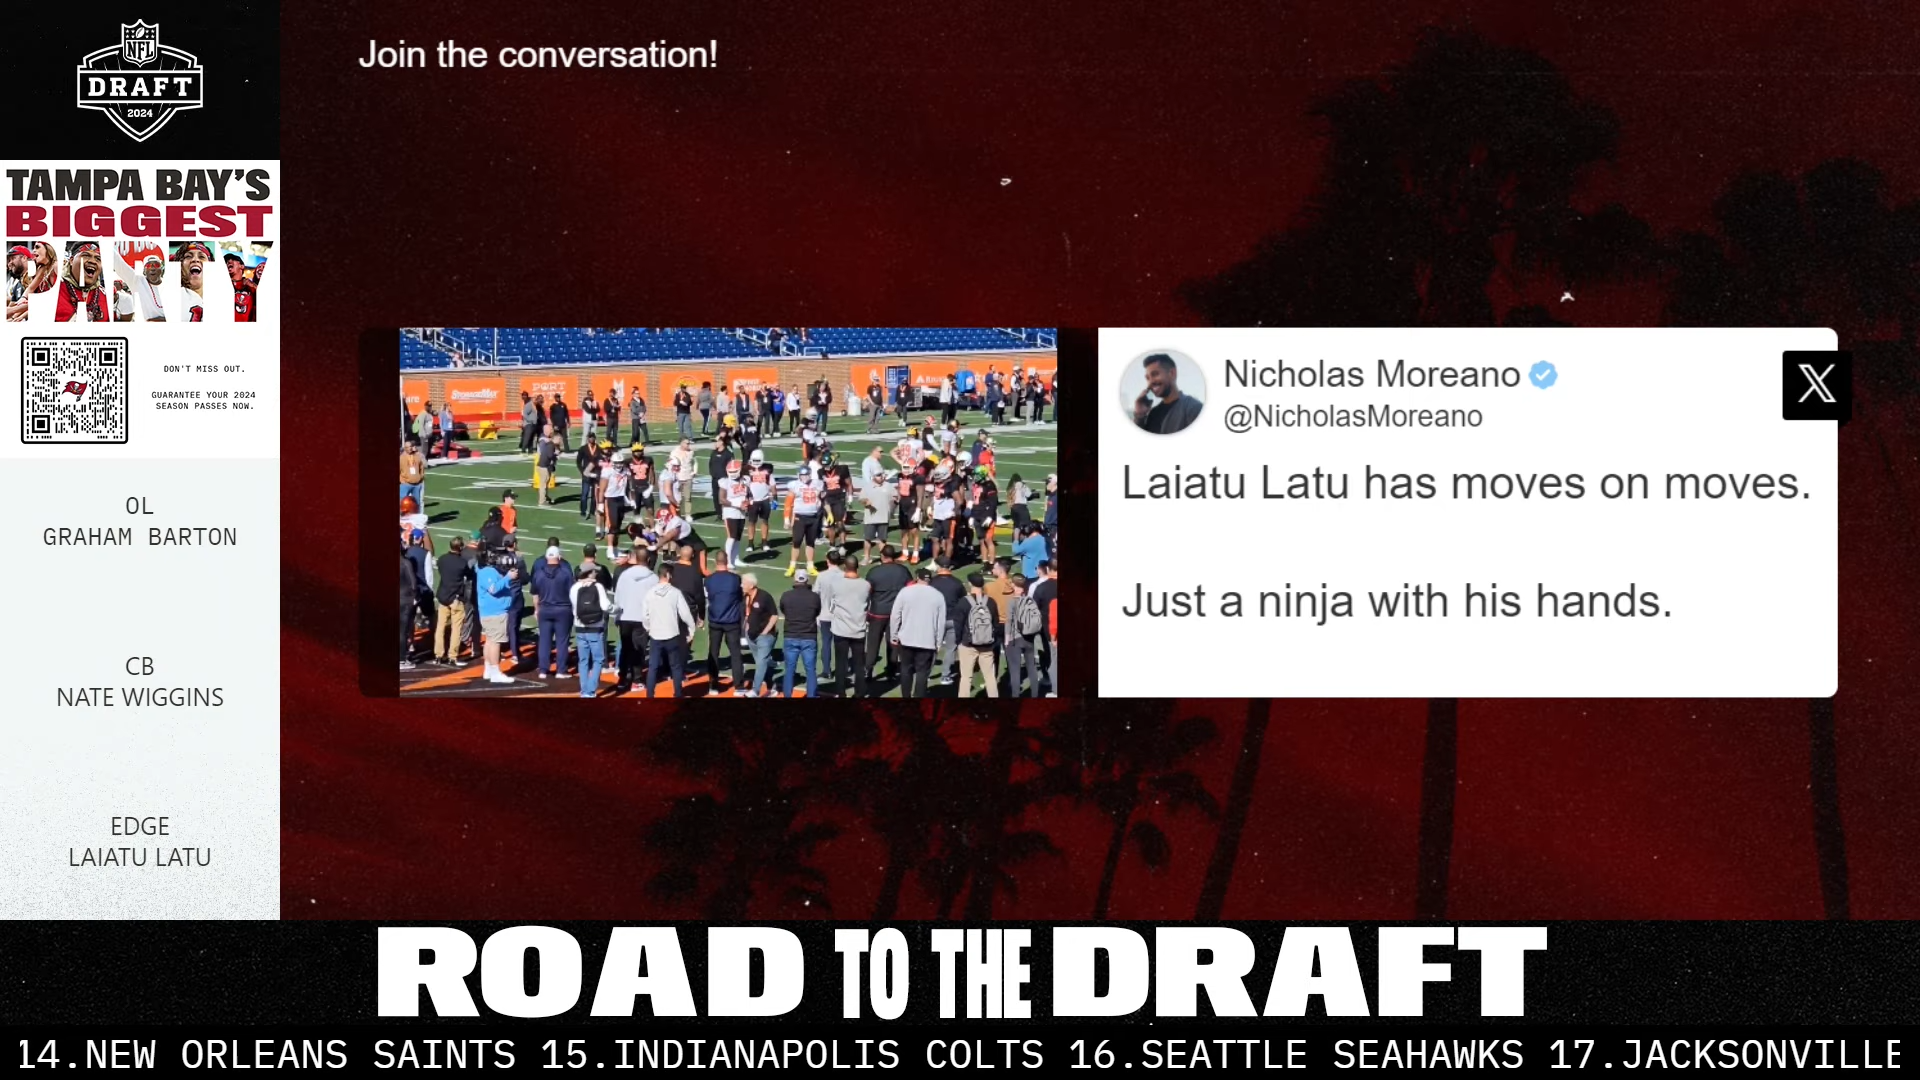 NFL
DRAFT
2024
TAMPA BAY'S
BIGGEST
PARTY
DON'T MISS OUT.
GUARANTEE YOUR 2024
SEASON PASSES NOW.
OL
GRAHAM BARTON
CB
NATE WIGGINS
EDGE
LAIATU LATU
Join the conversation!
Nicholas Moreano
@NicholasMoreano
X
Laiatu Latu has moves on moves.
Just a ninja with his hands.
ROAD TO THE DRAFT
14.NEW ORLEANS SAINTS 15.INDIANAPOLIS COLTS 16.SEATTLE SEAHAWKS 17.JACKSONVILLE